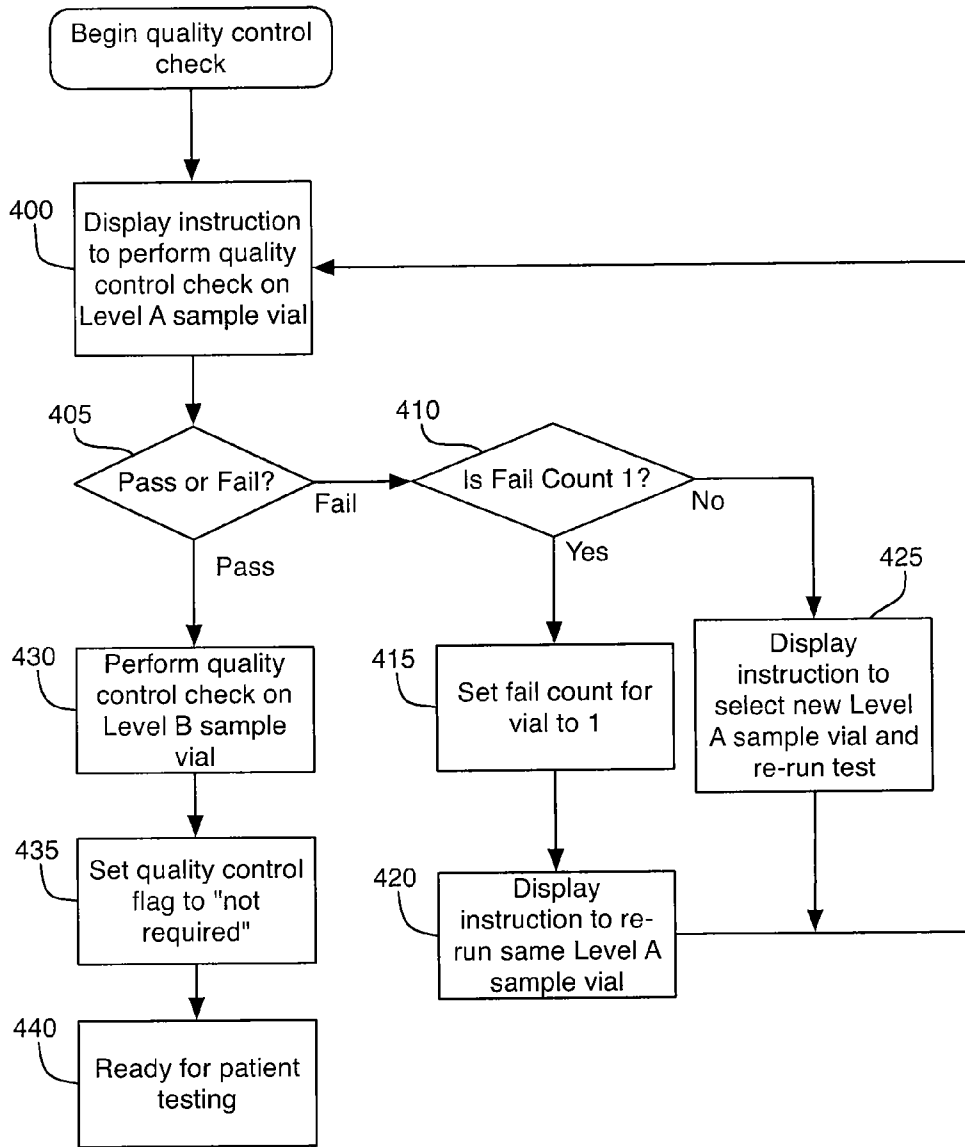 Begin quality control
check
400
Display instruction
to perform quality
control check on
Level A sample vial
405
Pass or Fail?
Fail
Pass
410
Is Fail Count 1?
No
Yes
415
Set fail count for
vial to 1
425
Display
instruction to
select new Level
A sample vial and
re-run test
430
Perform quality
control check on
Level B sample
vial
420
Display
instruction to re-
run same Level A
sample vial
435
Set quality control
flag to "not
required"
440
Ready for patient
testing